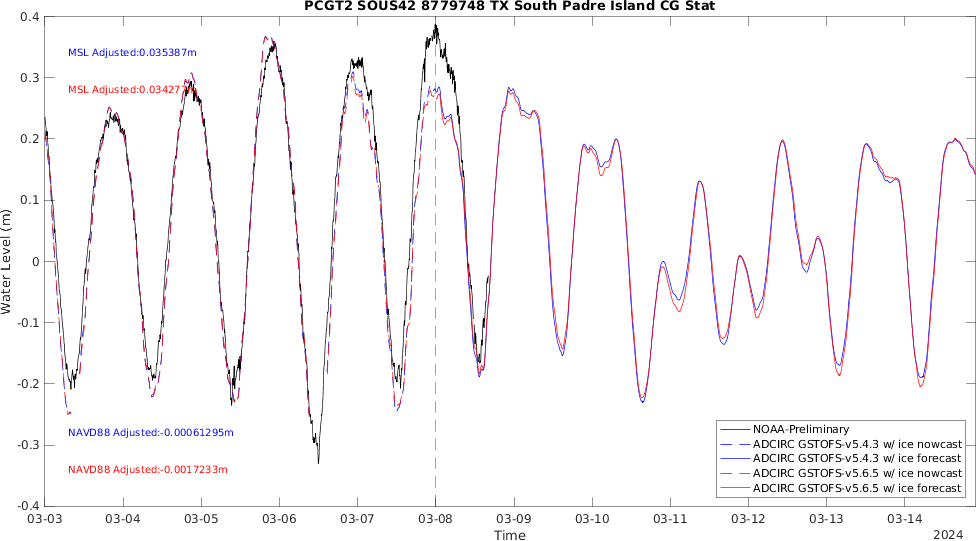 PCGT2 SOUS42 8779748 TX South Padre Island CG Stat
0.4
0.3
0.2
0.1
0
-0.1
-0.2
-0.3
-0.4
Water Level (m)
MSL Adjusted:0.035387m
MSL Adjusted:0.034277m
NAVD88 Adjusted:-0.00061295m
NAVD88 Adjusted:-0.0017233m
NOAA-Preliminary
ADCIRC GSTOFS-v5.4.3 w/ ice nowcast
ADCIRC GSTOFS-v5.4.3 w/ ice forecast
ADCIRC GSTOFS-v5.6.5 w/ ice nowcast
ADCIRC GSTOFS-v5.6.5 w/ ice forecast
03-03 03-04 03-05 03-06 03-07 03-08 03-09 03-10 03-11 03-12 03-13 03-14
Time
2024